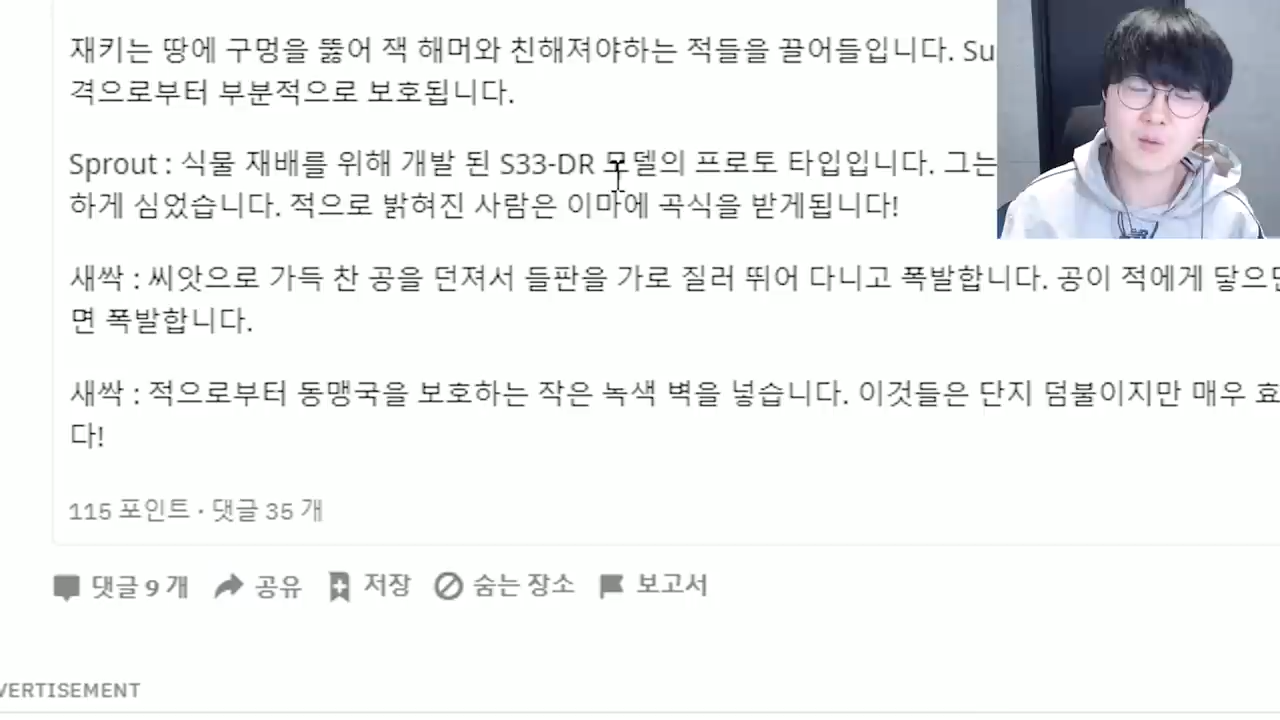 재키는 땅에 구멍을 뚫어 잭 해머와 친해져야하는 적들을 끌어들입니다. Su
격으로부터 부분적으로 보호됩니다.
Sprout : 식물 재배를 위해 개발 된 S33-DR 모델의 프로토 타입입니다. 그는
하게 심었습니다. 적으로 밝혀진 사람은 이마에 곡식을 받게됩니다!
새싹 : 씨앗으로 가득 찬 공을 던져서 들판을 가로 질러 뛰어 다니고 폭발합니다. 공이 적에게 닿으면
면 폭발합니다.
새싹 : 적으로부터 동맹국을 보호하는 작은 녹색 벽을 넣습니다. 이것들은 단지 덤불이지만 매우 효
다!
115 포인트 · 댓글 35 개
댓글 9 개 공유 저장 숨는 장소 보고서
VERTISEMENT